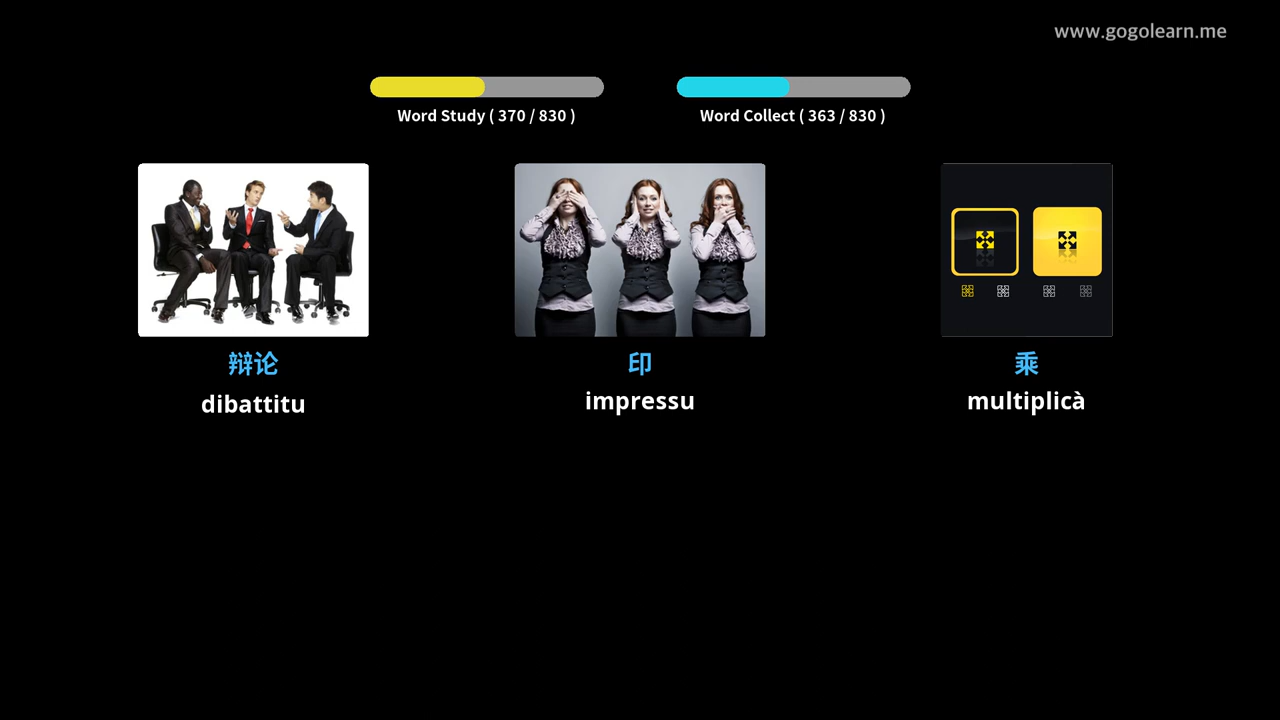 www.gogolearn.me
Word Study ( 370 / 830 )
Word Collect ( 363 / 830 )
辩论
印
乘
dibattitu
impressu
multiplicà